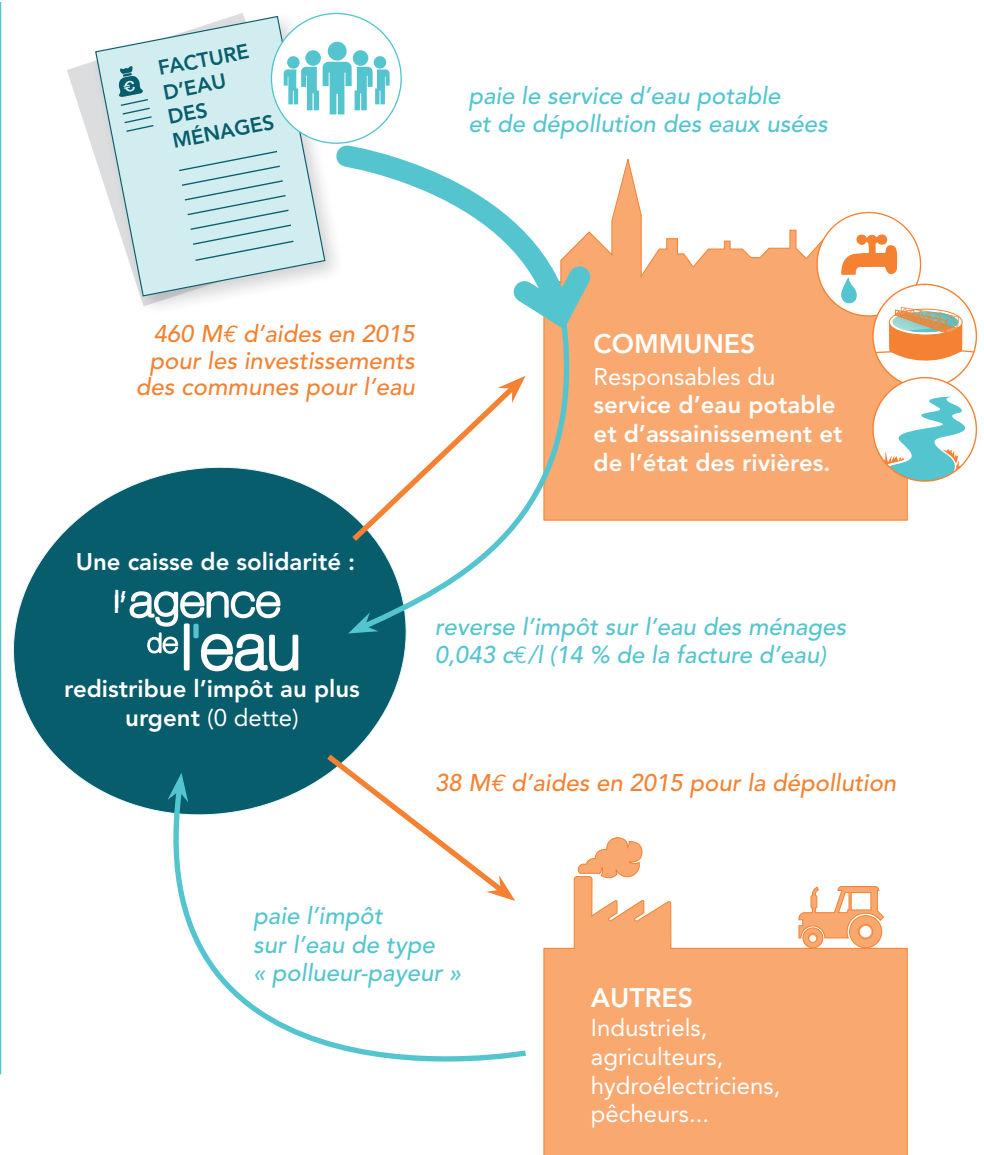 FACTURE
D'EAU
DES
MÉNAGES
€
paie le service d'eau potable
et de dépollution des eaux usées
460 M€ d'aides en 2015
pour les investissements
des communes pour l'eau
COMMUNES
Responsables du
service d'eau potable
et d'assainissement et
de l'état des rivières.
Une caisse de solidarité :
l'agence
de l'eau
redistribue l'impôt au plus
urgent (0 dette)
reverse l'impôt sur l'eau des ménages
0,043 c€/l (14 % de la facture d'eau)
38 M€ d'aides en 2015 pour la dépollution
paie l'impôt
sur l'eau de type
« pollueur-payeur »
AUTRES
Industriels,
agriculteurs,
hydroélectriciens,
pêcheurs...